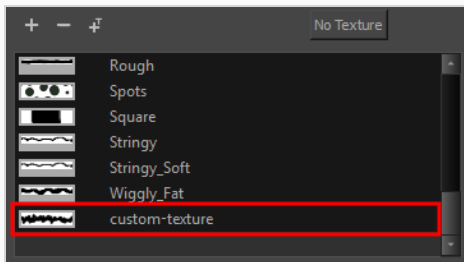 No Texture
Rough
Spots
Square
Stringy
Stringy_Soft
Wiggly_Fat
custom-texture